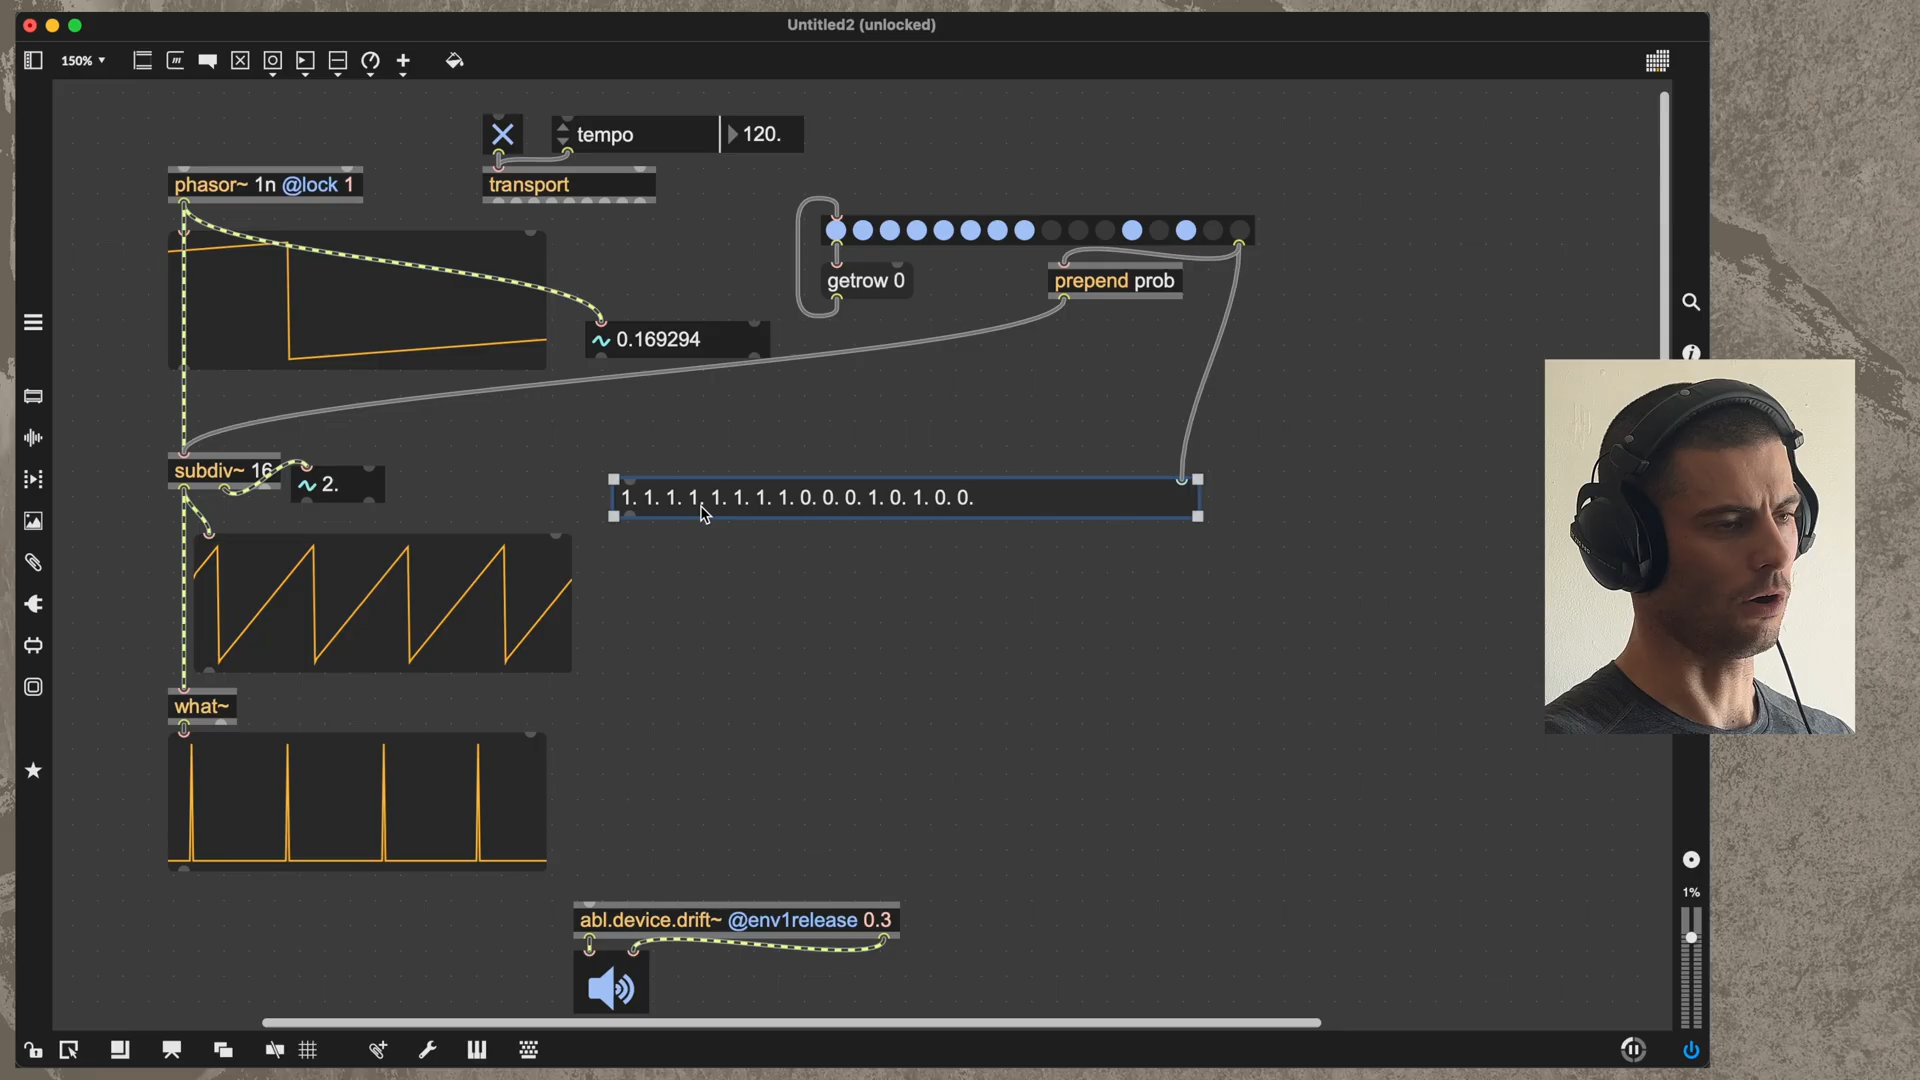 Untitled2 (unlocked)
150%
tempo
120.
phasor~ 1n @lock 1
transport
getrow 0
prepend prob
0.169294
subdiv~ 16
2.
1. 1. 1. 1. 1. 1. 1. 1. 0. 0. 0. 1. 0. 1. 0. 0.
what~
1%
abl.device.drift~ @env1release 0.3